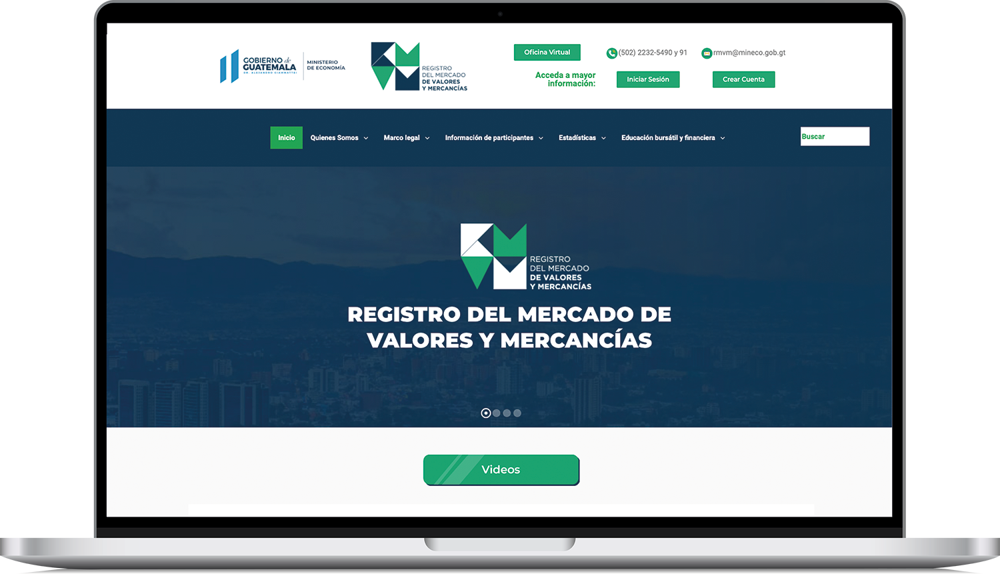 GOBIERNO de
GUATEMALA
DR. ALEJANDRO GIAMMATTEI
MINISTERIO
DE ECONOMÍA
REGISTRO
DEL MERCADO
DE VALORES
Y MERCANCÍAS
Oficina Virtual
(502) 2232-5490 y 91
rmvm@mineco.gob.gt
Acceda a mayor
información:
Iniciar Sesión
Crear Cuenta
Inicio
Quienes Somos
Marco legal
Información de participantes
Estadísticas
Educación bursátil y financiera
Buscar
REGISTRO
DEL MERCADO
DE VALORES
Y MERCANCÍAS
REGISTRO DEL MERCADO DE
VALORES Y MERCANCÍAS
Videos